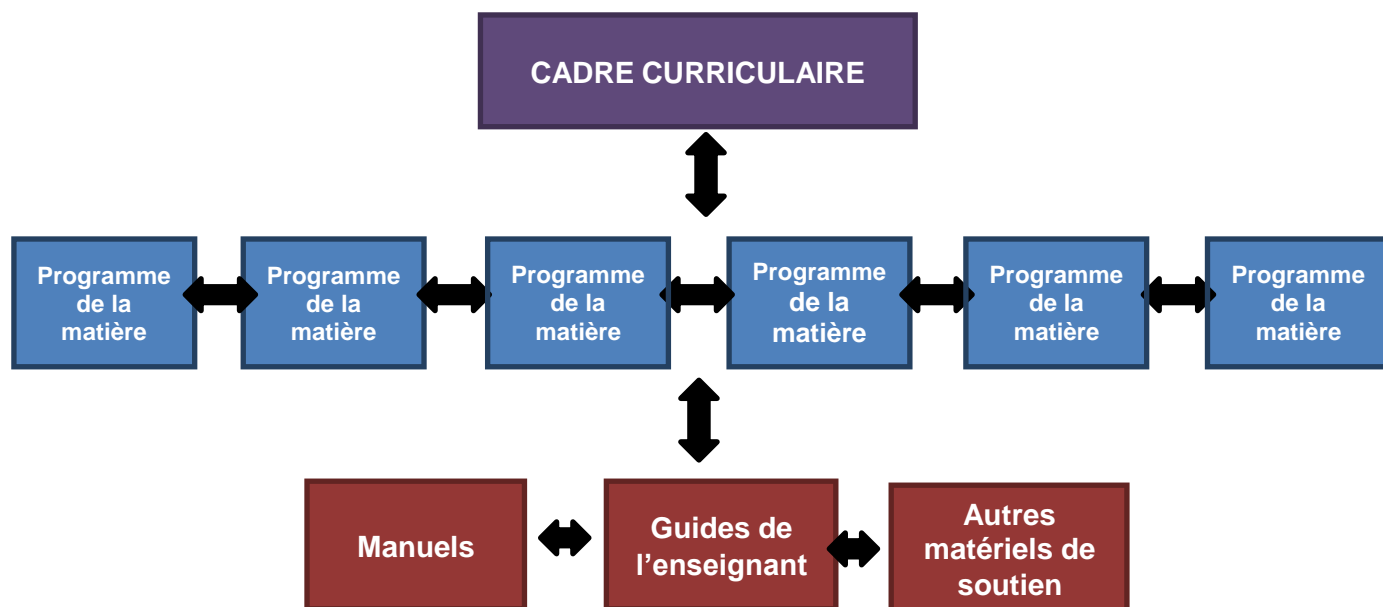 CADRE CURRICULAIRE
Programme
de la
matière
Programme
de la
matière
Programme
de la
matière
Programme
de la
matière
Programme
de la
matière
Programme
de la
matière
Manuels
Guides de
l’enseignant
Autres
matériels de
soutien